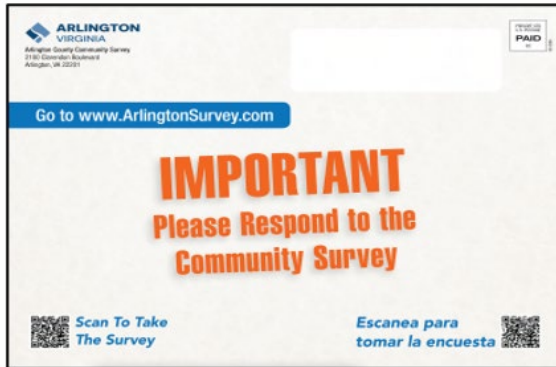 ARLINGTON
VIRGINIA
Arlington County Community Survey
2100 Clarendon Boulevard
Arlington, VA 22201
PAID
Go to www.ArlingtonSurvey.com
IMPORTANT
Please Respond to the
Community Survey
Scan To Take
The Survey
Escanea para
tomar la encuesta